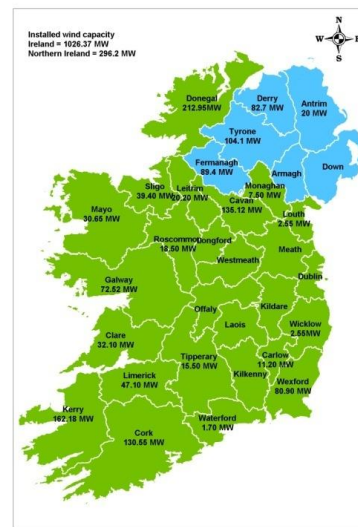 Installed wind capacity
Ireland = 1026.37 MW
Northern Ireland = 296.2 MW
N
W
E
S
Donegal
212.95MW
Derry
82.7 MW
Antrim
20 MW
Tyrone
104.1 MW
Fermanagh
89.4 MW
Armagh
Down
Monaghan
7.50 MW
Sligo
39.40 MW
Leitrim
20.20 MW
Cavan
135.12 MW
Louth
2.55 MW
Mayo
30.65 MW
Roscommon
18.50 MW
Longford
Meath
Westmeath
Dublin
Galway
72.52 MW
Offaly
Kildare
Laois
Wicklow
2.55MW
Clare
32.10 MW
Tipperary
15.50 MW
Carlow
11.20 MW
Kilkenny
Wexford
80.90 MW
Limerick
47.10 MW
Kerry
162.18 MW
Waterford
1.70 MW
Cork
130.55 MW